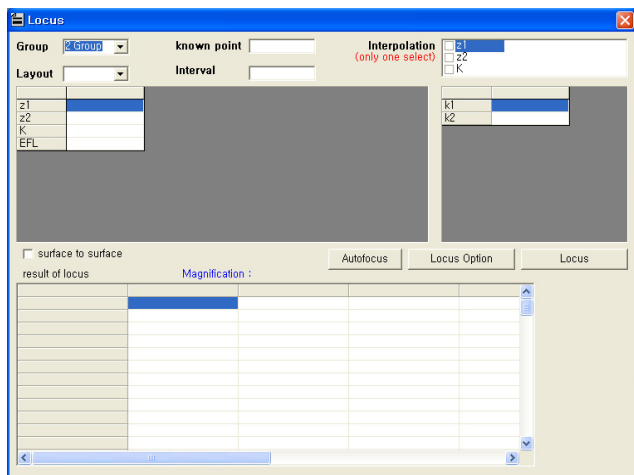 Locus
Group 2 Group known point Interpolation z1
(only one select) z2
Layout Interval K
z1 k1
z2 k2
K
EFL
surface to surface Autofocus Locus Option Locus
result of locus Magnification :